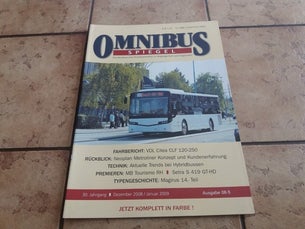 OMNIBUS
SPIEGEL
FAHRBERICHT: VDL Citea CLF 120-250
RÜCKBLICK: Neoplan Metroliner Konzept und Kundenerfahrung
TECHNIK: Aktuelle Trends bei Hybridbussen
PREMIEREN: MB Tourismo RH Setra S 419 GT-HD
TYPENGESCHICHTE: Magirus 14. Teil
30. Jahrgang Dezember 2008 / Januar 2009
Ausgabe 08-5
JETZT KOMPLETT IN FARBE !